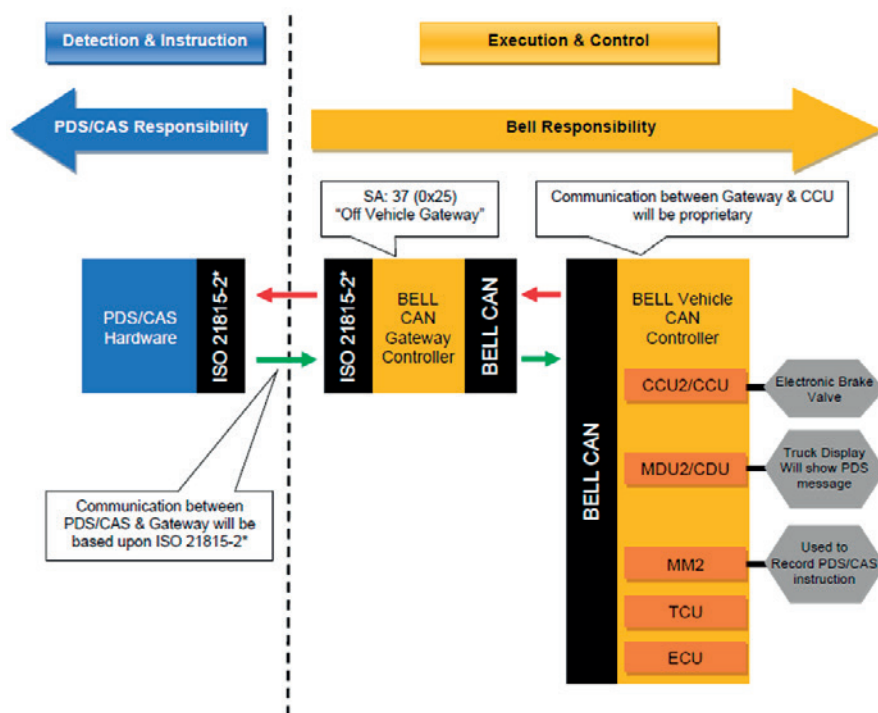 Detection & Instruction
Execution & Control
PDS/CAS Responsibility
Bell Responsibility
SA: 37 (0x25)
“Off Vehicle Gateway”
Communication between Gateway & CCU
will be proprietary
PDS/CAS
Hardware
ISO 21815-2*
ISO 21815-2*
BELL
CAN
Gateway
Controller
BELL CAN
BELL CAN
BELL Vehicle
CAN
Controller
CCU2/CCU
Electronic Brake
Valve
MDU2/CDU
Truck Display
Will show PDS
message
MM2
Used to
Record PDS/CAS
instruction
TCU
ECU
Communication between
PDS/CAS & Gateway will be
based upon ISO 21815-2*